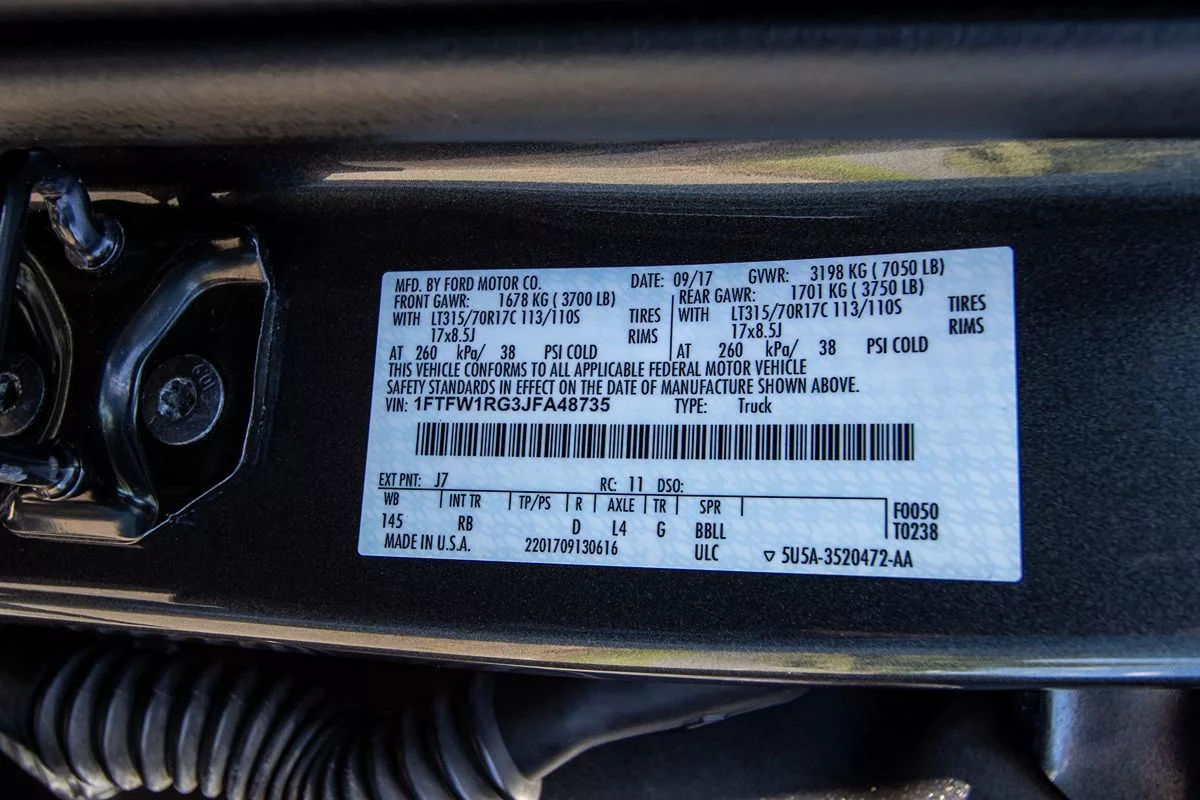 MFD. BY FORD MOTOR CO. DATE: 09/17 GVWR: 3198 KG ( 7050 LB)
FRONT GAWR: 1678 KG ( 3700 LB) REAR GAWR: 1701 KG ( 3750 LB)
WITH LT315/70R17C 113/110S TIRES WITH LT315/70R17C 113/110S TIRES
17x8.5J RIMS 17x8.5J RIMS
AT 260 kPa/ 38 PSI COLD AT 260 kPa/ 38 PSI COLD
THIS VEHICLE CONFORMS TO ALL APPLICABLE FEDERAL MOTOR VEHICLE
SAFETY STANDARDS IN EFFECT ON THE DATE OF MANUFACTURE SHOWN ABOVE.
VIN: 1FTFW1RG3JFA48735 TYPE: Truck
EXT PNT: J7 RC: 11 DSO:
WB INT TR TP/PS R AXLE TR SPR F0050
145 RB D L4 G BBLL T0238
MADE IN U.S.A. 2201709130616 ULC ▽ 5U5A-3520472-AA